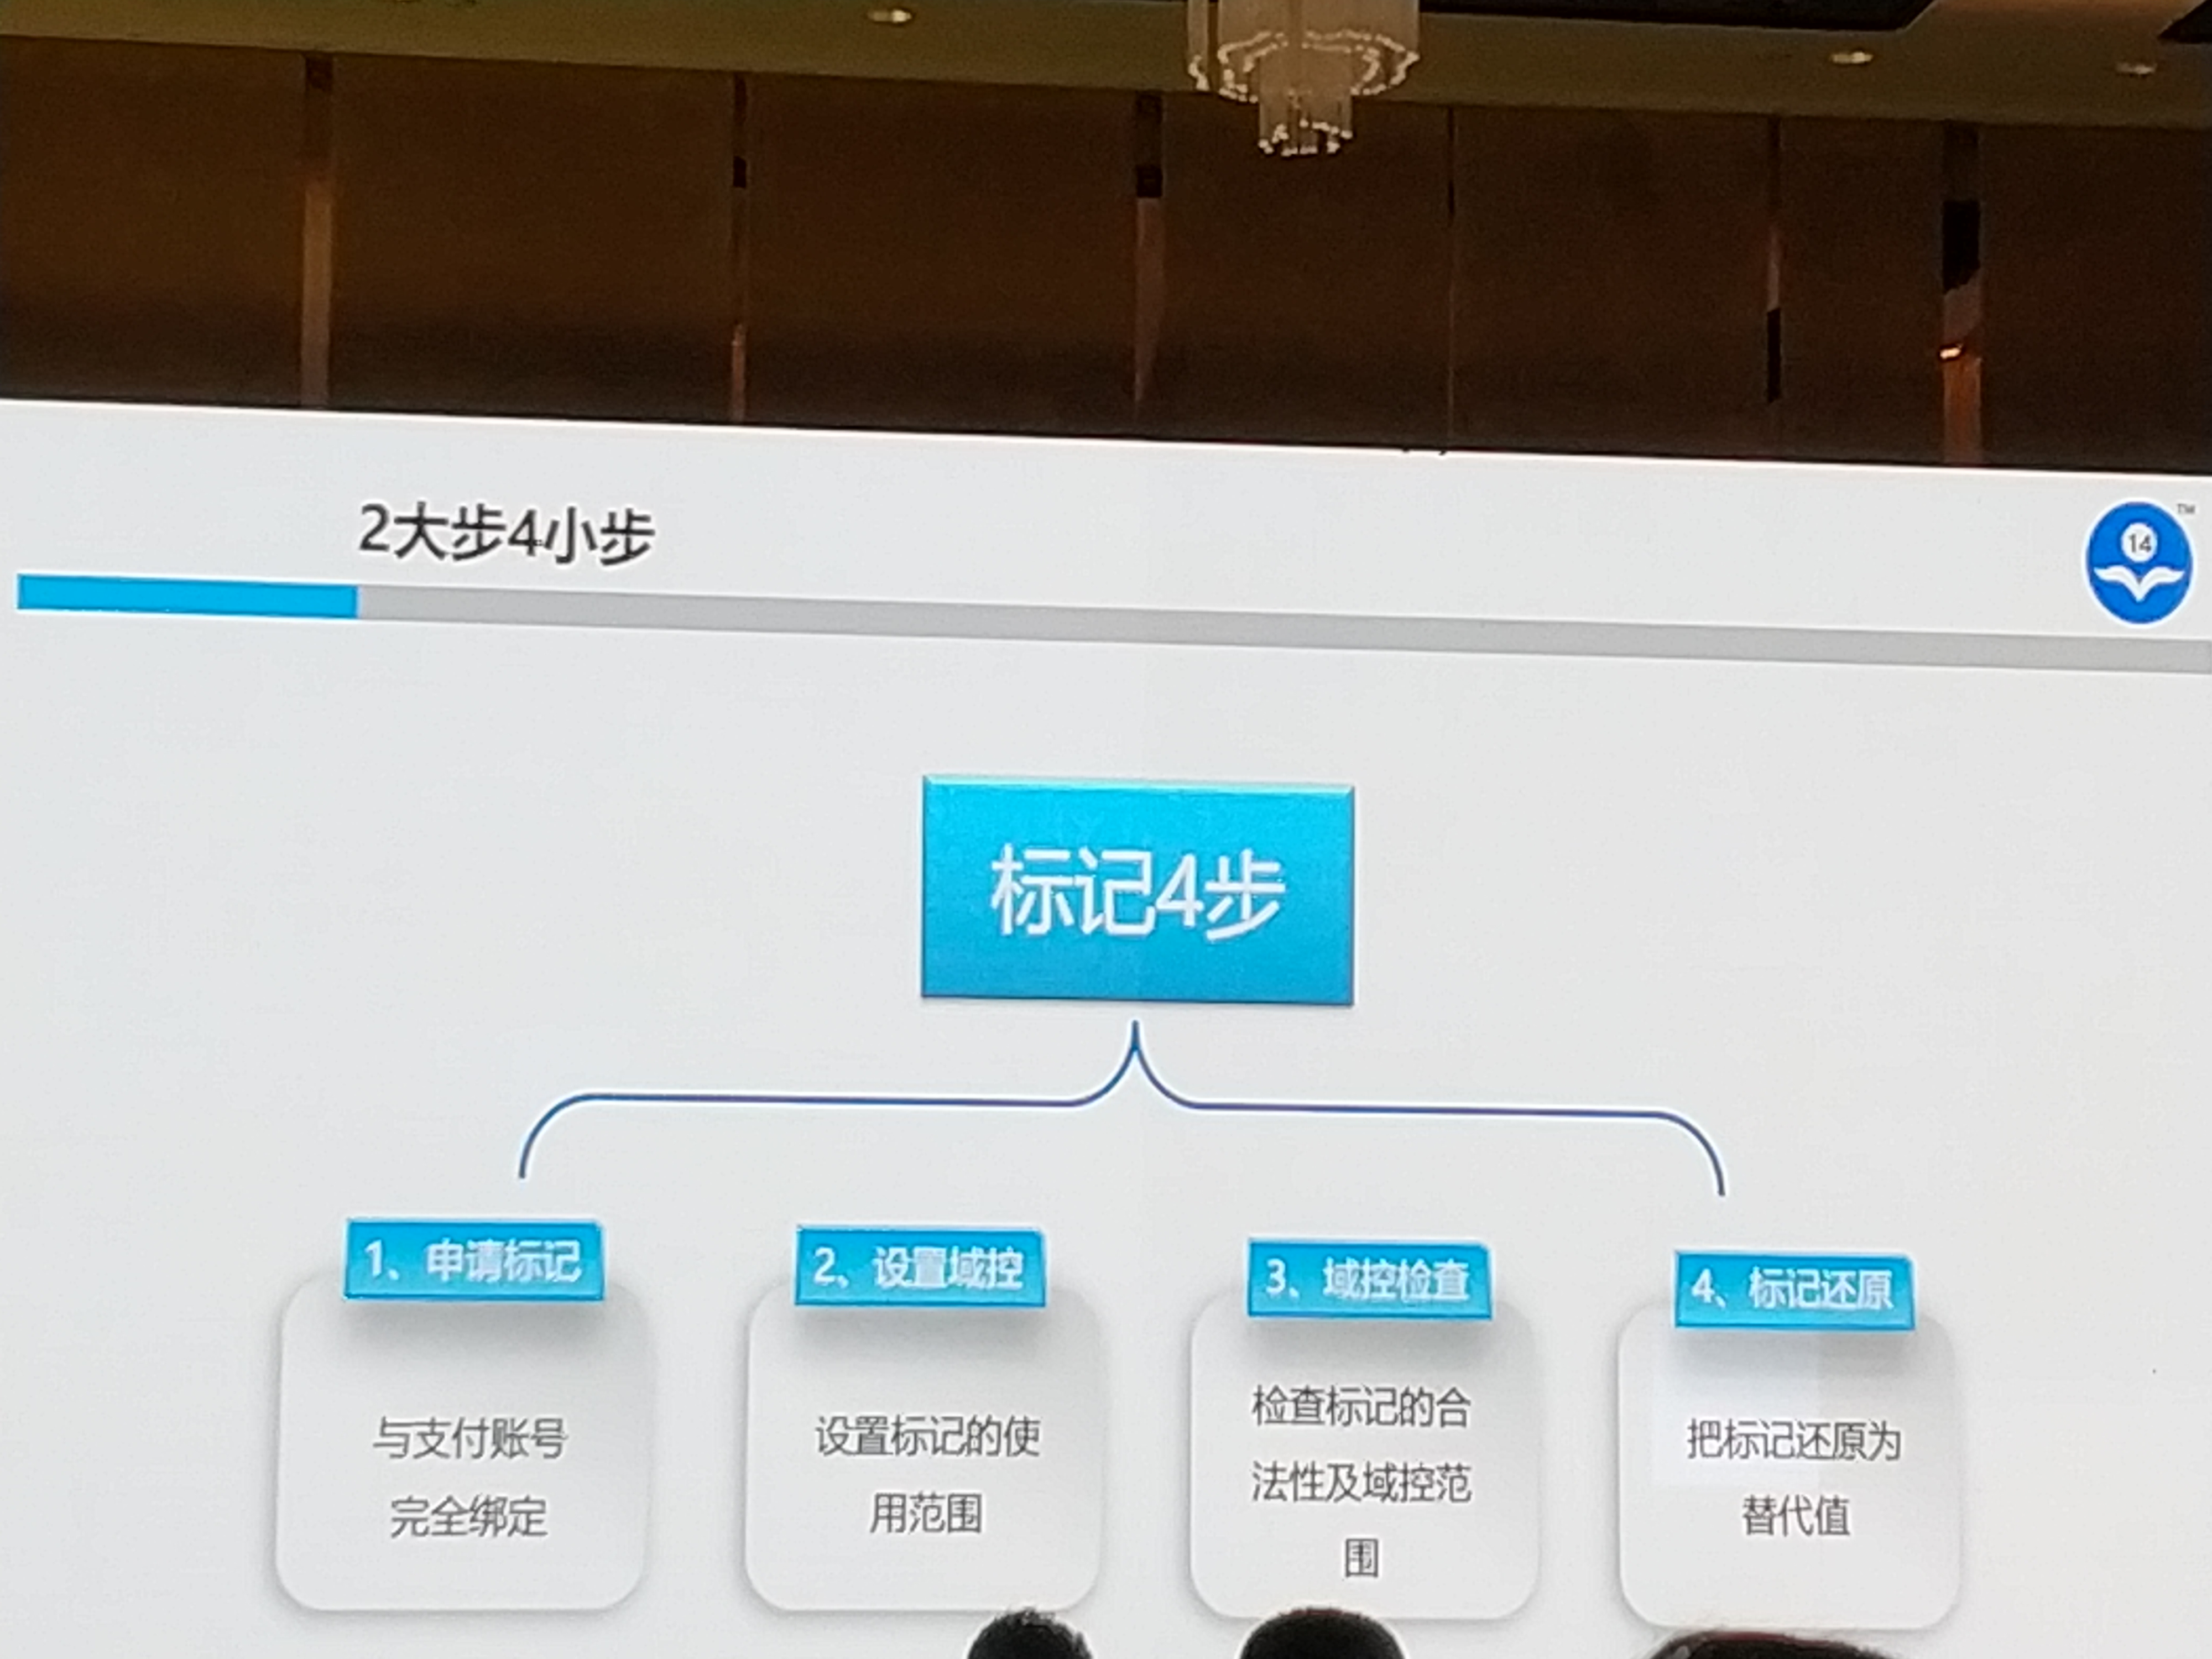 2大步4小步
TM
14
标记4步
1、申请标记
与支付账号
完全绑定
2、设置域控
设置标记的使
用范围
3、域控检查
检查标记的合
法性及域控范
围
4、标记还原
把标记还原为
替代值